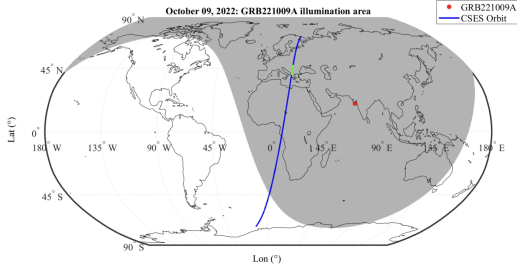 October 09, 2022: GRB221009A illumination area
GRB221009A
CSES Orbit
90° N
45° N
0°
180° W
135° W
90° W
45° W
0°
45° E
90° E
135° E
180° E
45° S
90° S
Lat (°)
Lon (°)